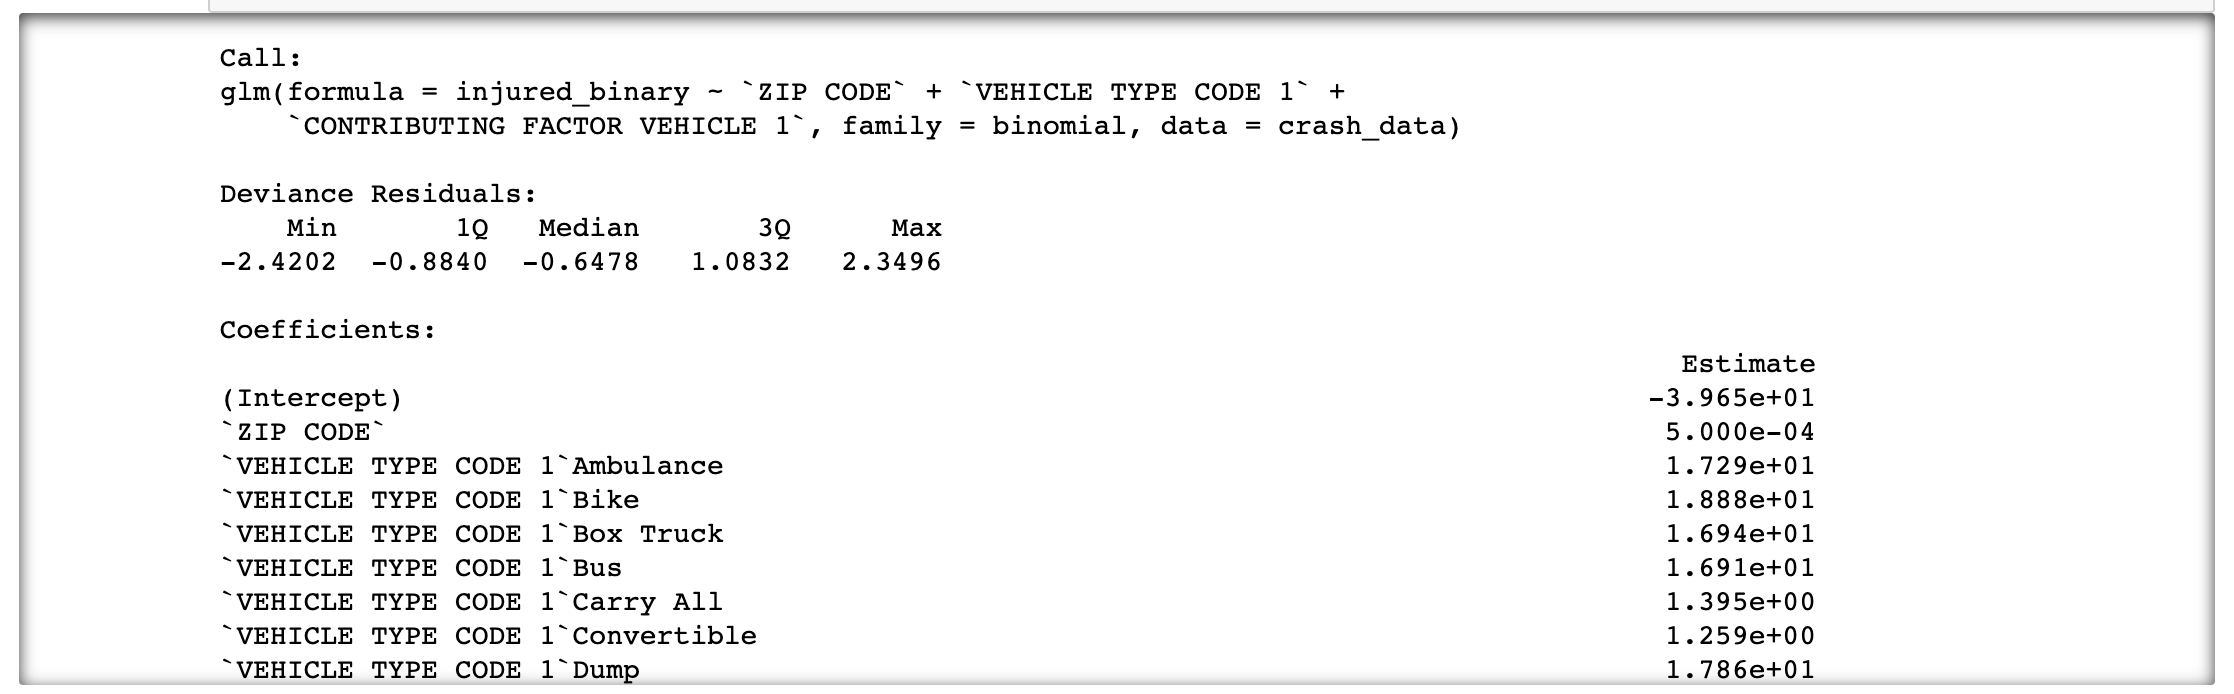 Call:
glm(formula = injured_binary ~ `ZIP CODE` + `VEHICLE TYPE CODE 1` +
    `CONTRIBUTING FACTOR VEHICLE 1`, family = binomial, data = crash_data)
Deviance Residuals:
    Min       1Q   Median       3Q      Max
-2.4202  -0.8840  -0.6478   1.0832   2.3496
Coefficients:
Estimate
(Intercept) -3.965e+01
`ZIP CODE` 5.000e-04
`VEHICLE TYPE CODE 1`Ambulance 1.729e+01
`VEHICLE TYPE CODE 1`Bike 1.888e+01
`VEHICLE TYPE CODE 1`Box Truck 1.694e+01
`VEHICLE TYPE CODE 1`Bus 1.691e+01
`VEHICLE TYPE CODE 1`Carry All 1.395e+00
`VEHICLE TYPE CODE 1`Convertible 1.259e+00
`VEHICLE TYPE CODE 1`Dump 1.786e+01